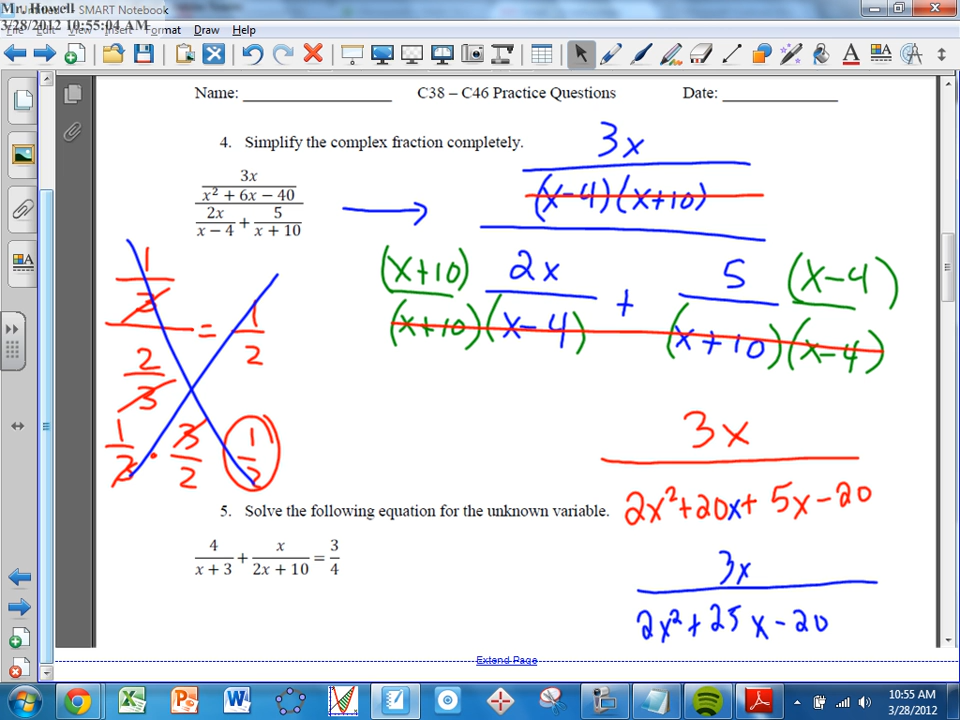 Mr. Howell
SMART Notebook
3/28/2012 10:55:04 AM
File Edit View Insert Format Draw Help
Name: ________________ C38 – C46 Practice Questions Date: ____________
4. Simplify the complex fraction completely.
3x
x² + 6x − 40
2x 5
x − 4 + x + 10
3x
(x-4)(x+10)
(x+10) 2x + 5 (x-4)
(x+10)(x-4) (x+10)(x-4)
1
3
= 1
2
2
3
1 · 3 1
3 2 2
3x
2x²+20x+5x-20
5. Solve the following equation for the unknown variable.
4 x 3
x + 3 + 2x + 10 = 4
3x
2x²+25x-20
Extend Page
10:55 AM
3/28/2012